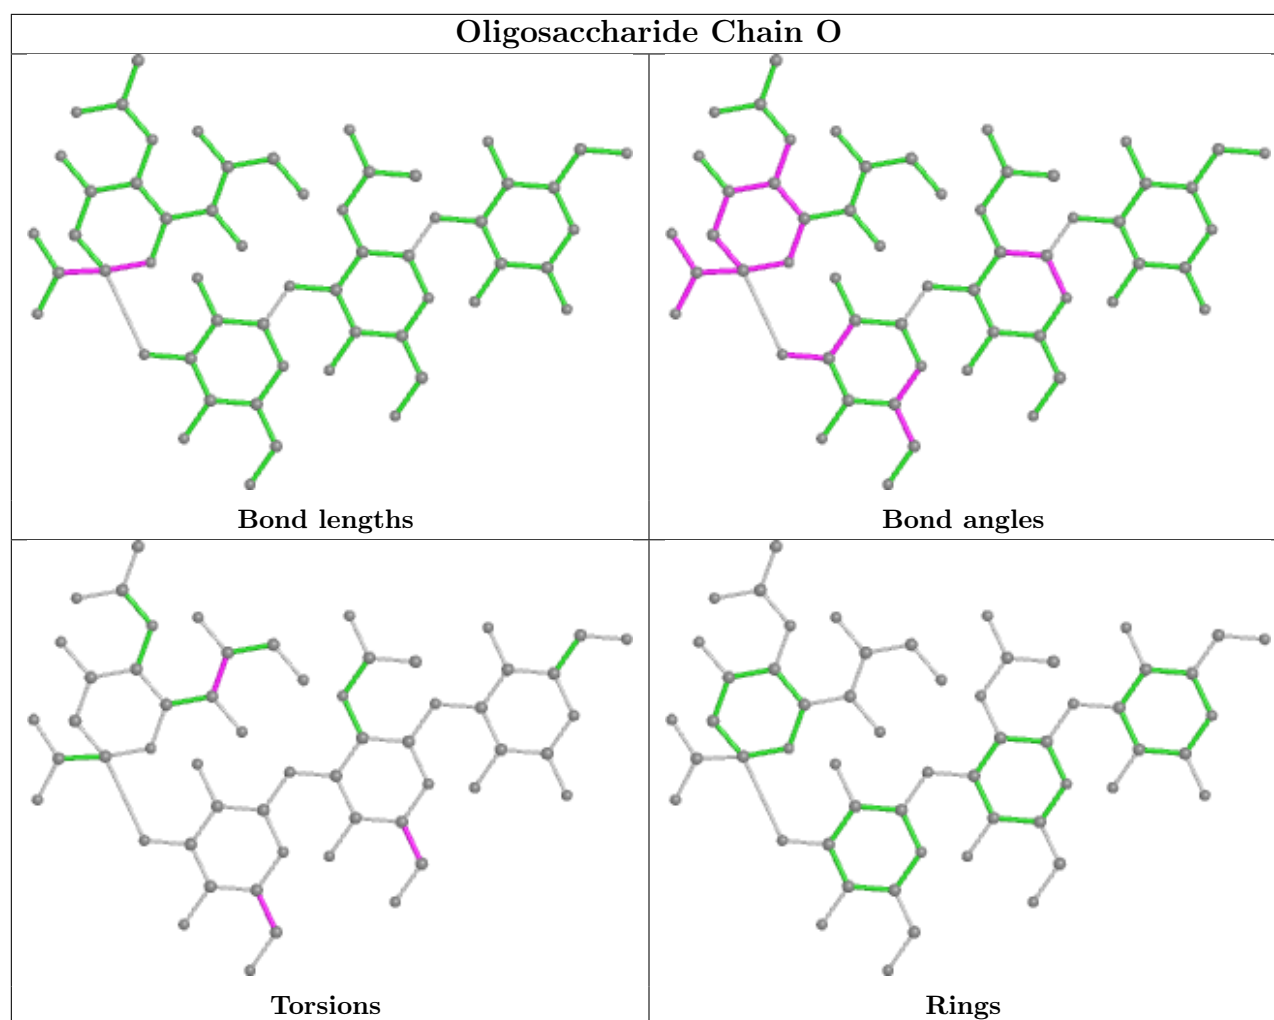 Oligosaccharide Chain O
Bond lengths
Bond angles
Torsions
Rings